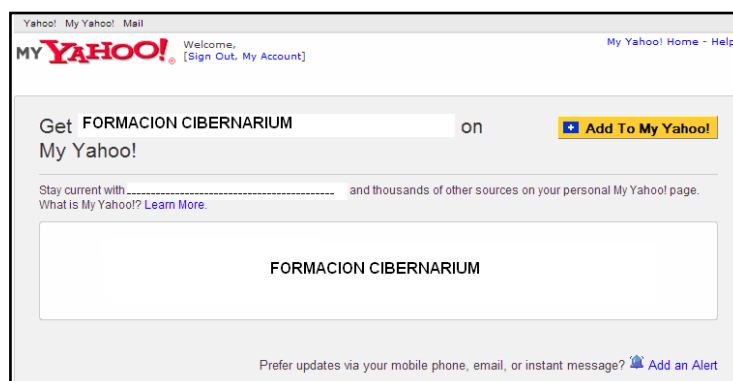 Yahoo! My Yahoo! Mail
MY YAHOO!
Welcome,
[Sign Out, My Account]
My Yahoo! Home - Help
Get FORMACION CIBERNARIUM on
My Yahoo!
Add To My Yahoo!
Stay current with ------------------------------------------ and thousands of other sources on your personal My Yahoo! page.
What is My Yahoo!? Learn More.
FORMACION CIBERNARIUM
Prefer updates via your mobile phone, email, or instant message? Add an Alert